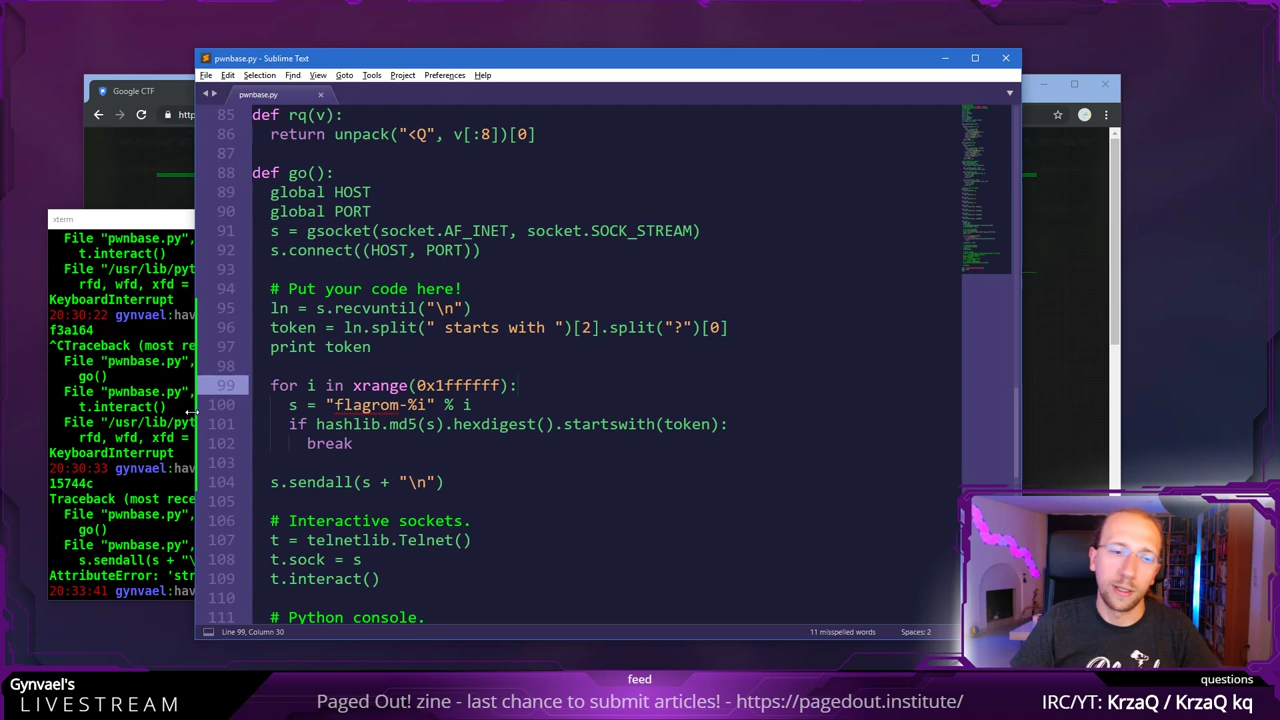 pwnbase.py - Sublime Text
File Edit Selection Find View Goto Tools Project Preferences Help
pwnbase.py
Google CTF
http
85 def rq(v):
86 return unpack("<Q", v[:8])[0]
87
88 def go():
89 global HOST
90 global PORT
91 s = gsocket(socket.AF_INET, socket.SOCK_STREAM)
92 s.connect((HOST, PORT))
93
94 # Put your code here!
95 ln = s.recvuntil("\n")
96 token = ln.split(" starts with ")[2].split("?")[0]
97 print token
98
99 for i in xrange(0x1ffffff):
100 s = "flagrom-%i" % i
101 if hashlib.md5(s).hexdigest().startswith(token):
102 break
103
104 s.sendall(s + "\n")
105
106 # Interactive sockets.
107 t = telnetlib.Telnet()
108 t.sock = s
109 t.interact()
110
111 # Python console.
Line 99, Column 30
11 misspelled words
Spaces: 2
xterm
File "pwnbase.py",
t.interact()
File "/usr/lib/pyt
rfd, wfd, xfd =
KeyboardInterrupt
20:30:22 gynvael:hav
f3a164
^CTraceback (most re
File "pwnbase.py",
go()
File "pwnbase.py",
t.interact()
File "/usr/lib/pyt
rfd, wfd, xfd =
KeyboardInterrupt
20:30:33 gynvael:hav
15744c
Traceback (most rece
File "pwnbase.py",
go()
File "pwnbase.py",
s.sendall(s + "\
AttributeError: 'str
20:33:41 gynvael:hav
Gynvael's
LIVESTREAM
feed
Paged Out! zine - last chance to submit articles! - https://pagedout.institute/
questions
IRC/YT: KrzaQ / KrzaQ kq